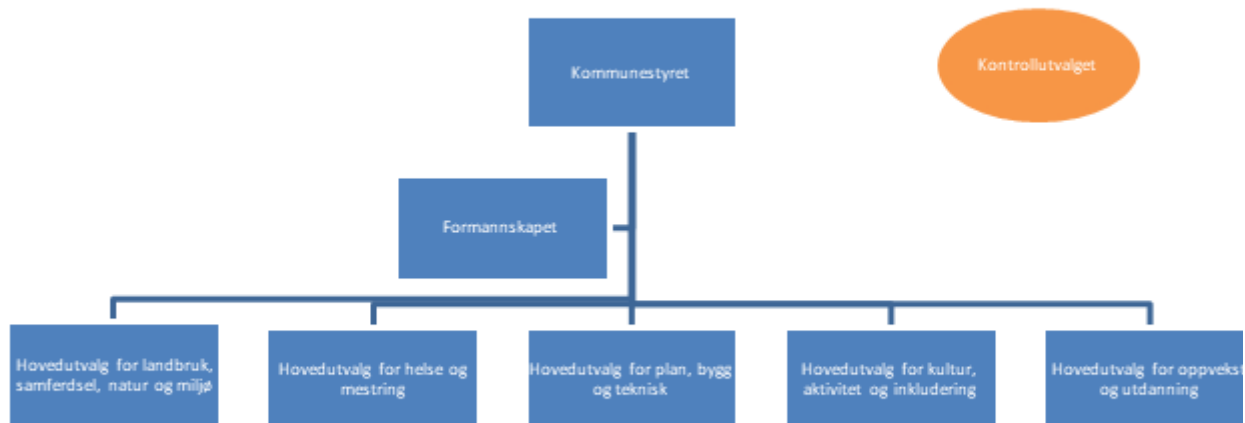 Kommunestyret
Kontrollutvalget
Formannskapet
Hovedutvalg for landbruk,
samferdsel, natur og miljø
Hovedutvalg for helse og
mestring
Hovedutvalg for plan, bygg
og teknisk
Hovedutvalg for kultur,
aktivitet og inkludering
Hovedutvalg for oppvekst
og utdanning